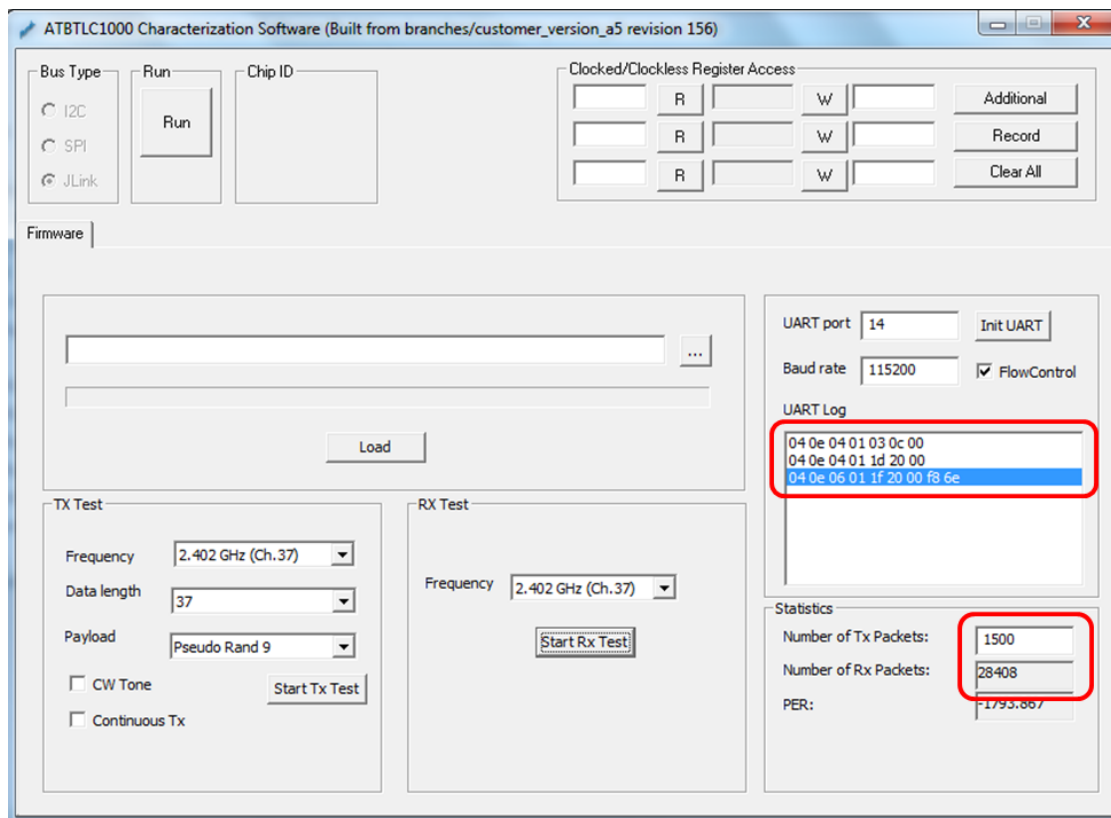 ATBTLC1000 Characterization Software (Built from branches/customer_version_a5 revision 156)
Bus Type
I2C
SPI
JLink
Run
Run
Chip ID
Clocked/Clockless Register Access
R W Additional
R W Record
R W Clear All
Firmware
...
Load
UART port 14 Init UART
Baud rate 115200 FlowControl
UART Log
04 0e 04 01 03 0c 00
04 0e 04 01 1d 20 00
04 0e 06 01 1f 20 00 f8 6e
TX Test
Frequency 2.402 GHz (Ch.37)
Data length 37
Payload Pseudo Rand 9
CW Tone Start Tx Test
Continuous Tx
RX Test
Frequency 2.402 GHz (Ch.37)
Start Rx Test
Statistics
Number of Tx Packets: 1500
Number of Rx Packets: 28408
PER: -1793.867